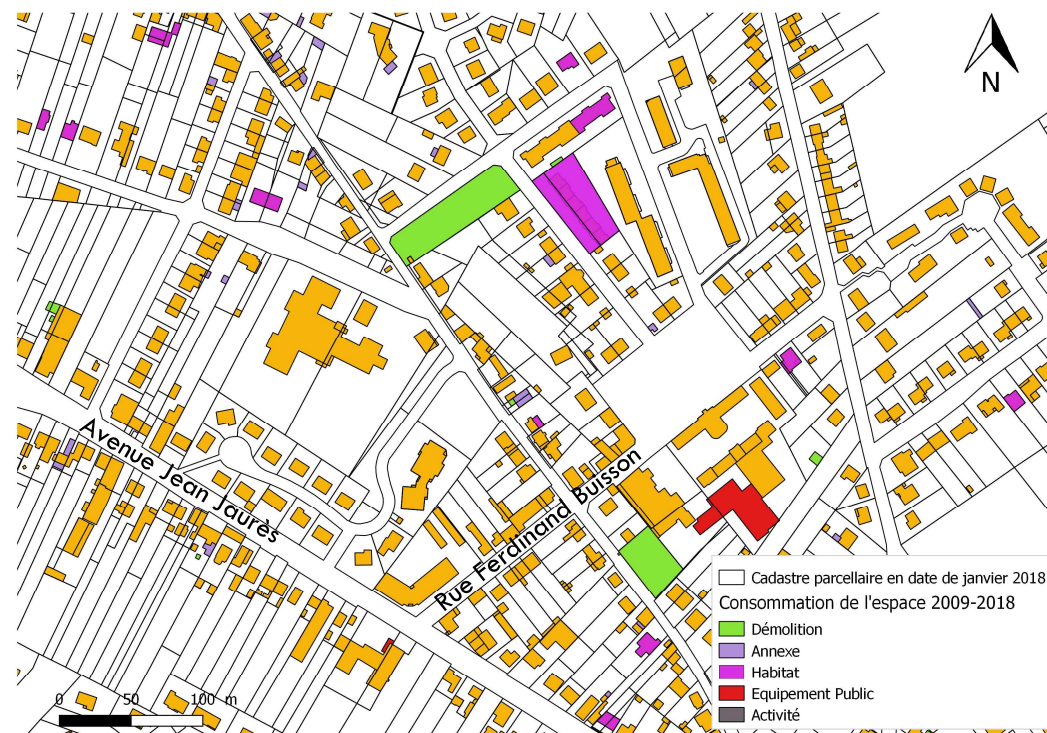 N
Avenue Jean Jaurès
Rue Ferdinand Buisson
0 50 100 m
Cadastre parcellaire en date de janvier 2018
Consommation de l'espace 2009-2018
Démolition
Annexe
Habitat
Equipement Public
Activité